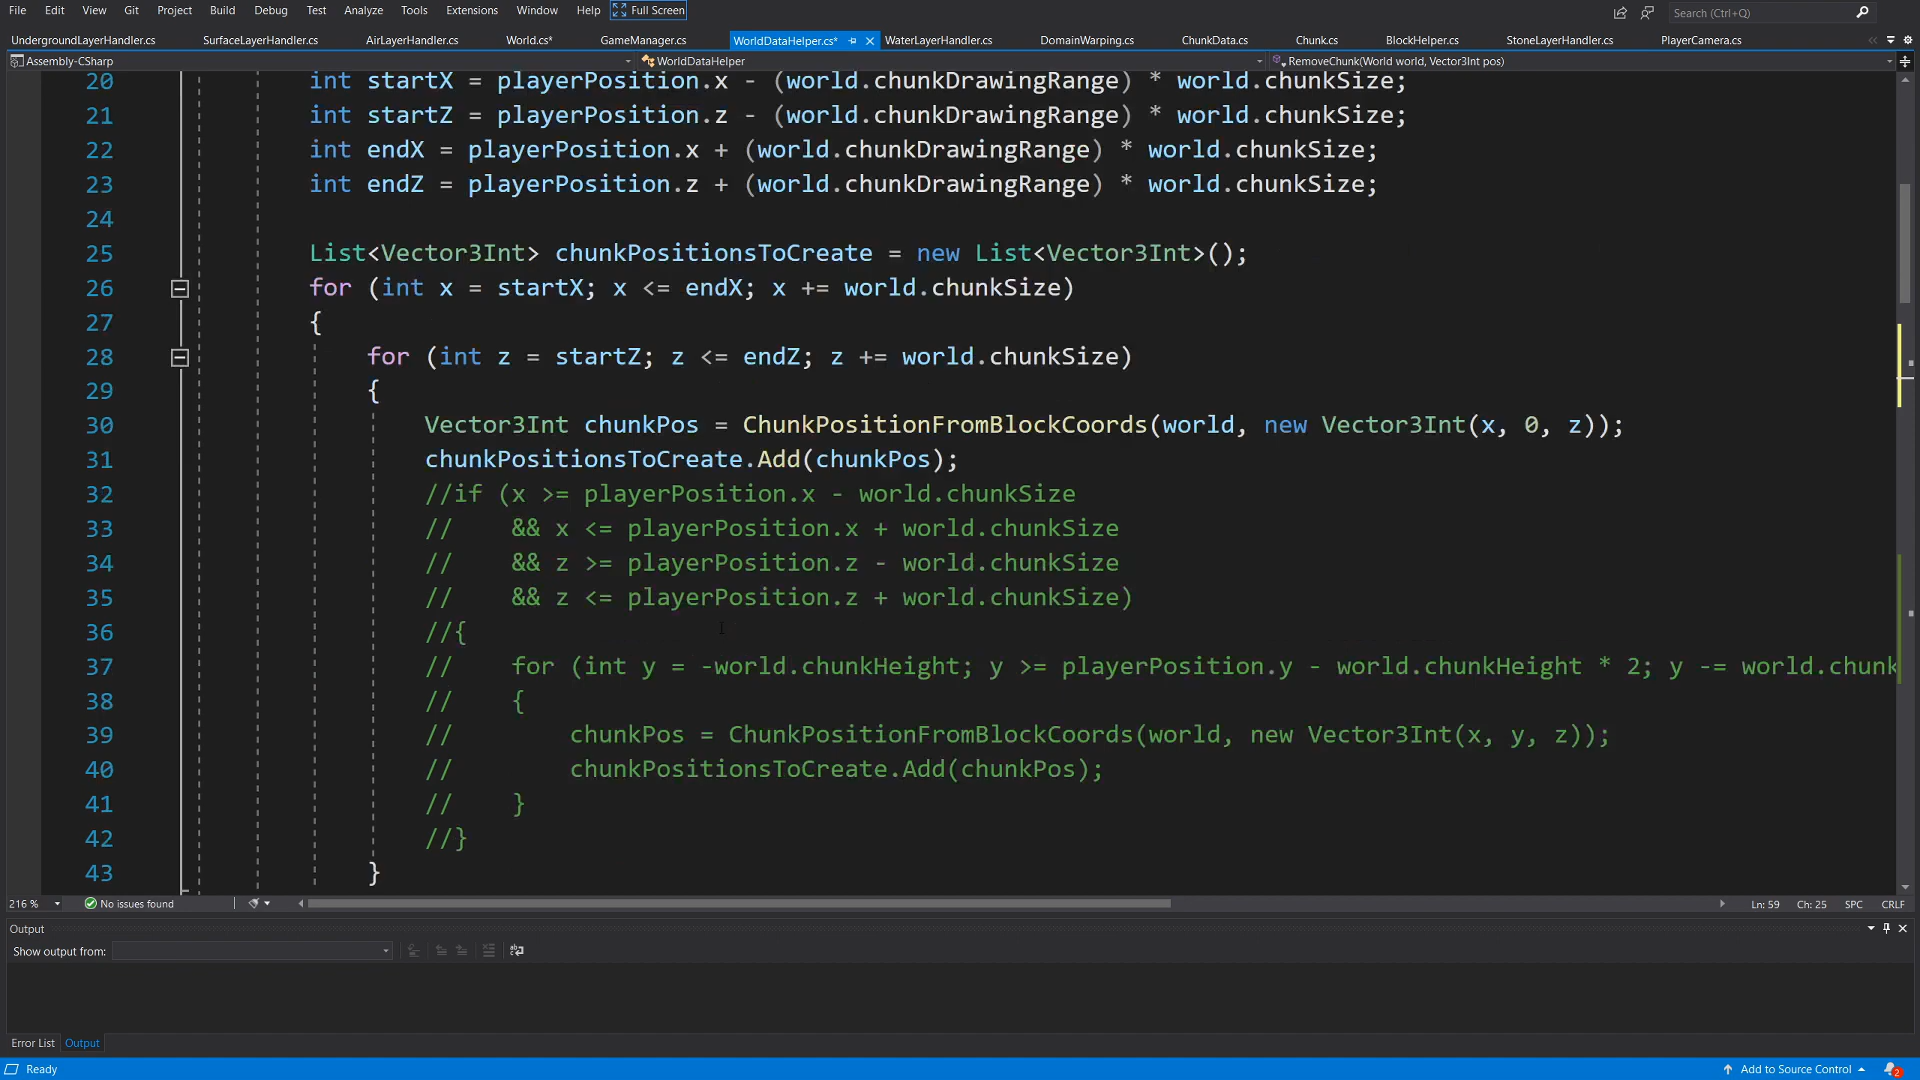 File Edit View Git Project Build Debug Test Analyze Tools Extensions Window Help Full Screen Search (Ctrl+Q)
UndergroundLayerHandler.cs SurfaceLayerHandler.cs AirLayerHandler.cs World.cs* GameManager.cs WorldDataHelper.cs* WaterLayerHandler.cs DomainWarping.cs ChunkData.cs Chunk.cs BlockHelper.cs StoneLayerHandler.cs PlayerCamera.cs
Assembly-CSharp WorldDataHelper RemoveChunk(World world, Vector3Int pos)
20 int startX = playerPosition.x - (world.chunkDrawingRange) * world.chunkSize;
21 int startZ = playerPosition.z - (world.chunkDrawingRange) * world.chunkSize;
22 int endX = playerPosition.x + (world.chunkDrawingRange) * world.chunkSize;
23 int endZ = playerPosition.z + (world.chunkDrawingRange) * world.chunkSize;
24
25 List<Vector3Int> chunkPositionsToCreate = new List<Vector3Int>();
26 for (int x = startX; x <= endX; x += world.chunkSize)
27 {
28 for (int z = startZ; z <= endZ; z += world.chunkSize)
29 {
30 Vector3Int chunkPos = ChunkPositionFromBlockCoords(world, new Vector3Int(x, 0, z));
31 chunkPositionsToCreate.Add(chunkPos);
32 //if (x >= playerPosition.x - world.chunkSize
33 // && x <= playerPosition.x + world.chunkSize
34 // && z >= playerPosition.z - world.chunkSize
35 // && z <= playerPosition.z + world.chunkSize)
36 //{
37 // for (int y = -world.chunkHeight; y >= playerPosition.y - world.chunkHeight * 2; y -= world.chunk
38 // {
39 // chunkPos = ChunkPositionFromBlockCoords(world, new Vector3Int(x, y, z));
40 // chunkPositionsToCreate.Add(chunkPos);
41 // }
42 //}
43 }
216 % No issues found Ln: 59 Ch: 25 SPC CRLF
Output
Show output from:
Error List Output
Ready Add to Source Control 2